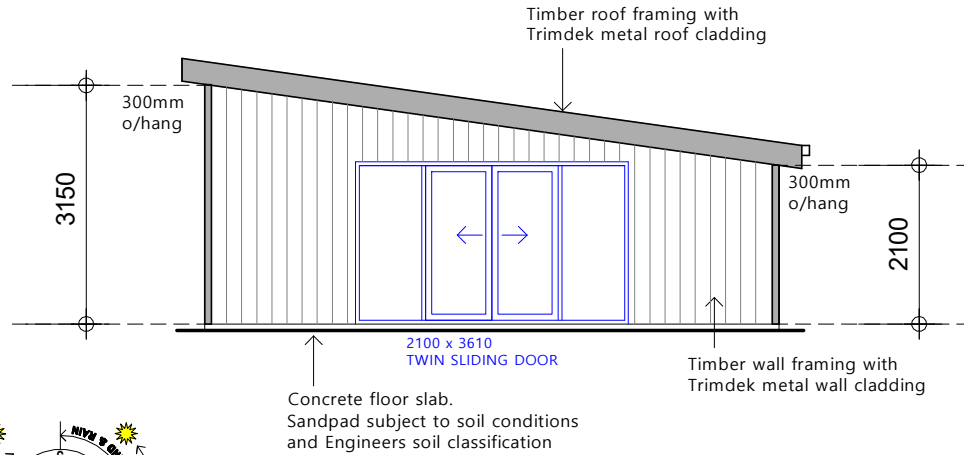 Timber roof framing with
Trimdek metal roof cladding
300mm
o/hang
3150
300mm
o/hang
2100
2100 x 3610
TWIN SLIDING DOOR
Timber wall framing with
Trimdek metal wall cladding
Concrete floor slab.
Sandpad subject to soil conditions
and Engineers soil classification
& RAIN